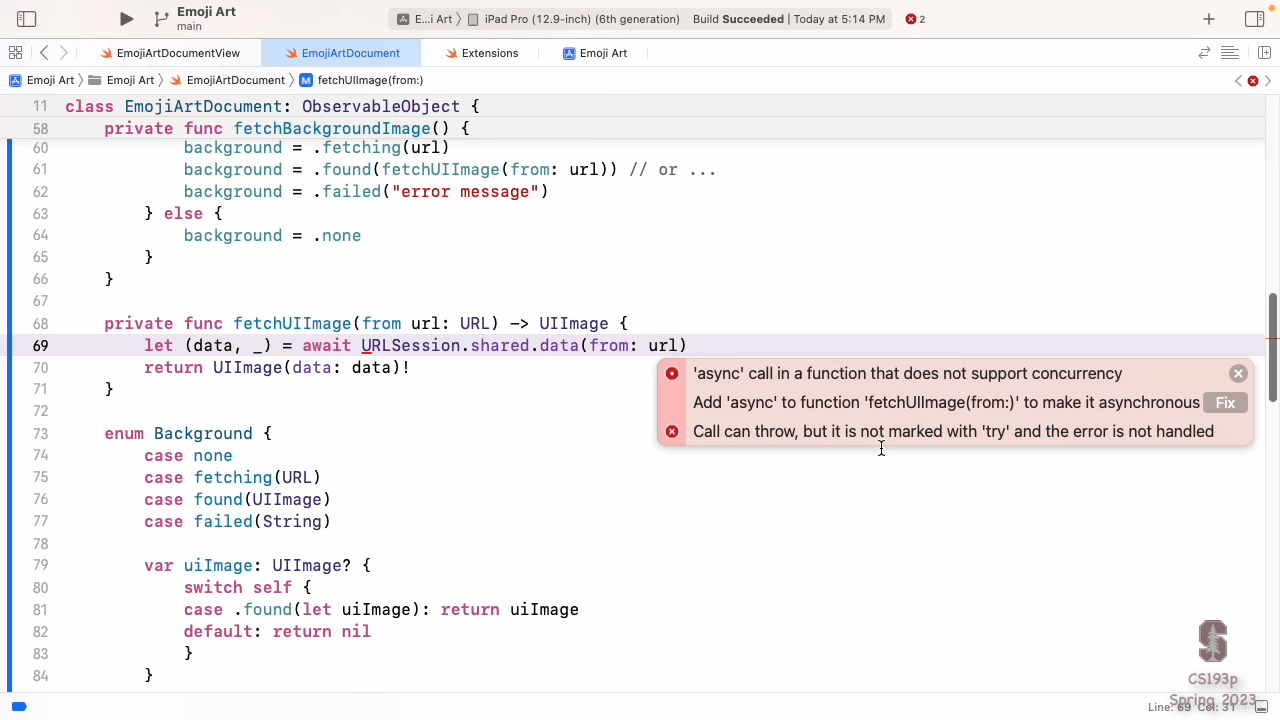 Emoji Art
main
E...i Art 〉 iPad Pro (12.9-inch) (6th generation) Build Succeeded | Today at 5:14 PM 2
EmojiArtDocumentView EmojiArtDocument Extensions Emoji Art
Emoji Art 〉 Emoji Art 〉 EmojiArtDocument 〉 M fetchUIImage(from:)
11 class EmojiArtDocument: ObservableObject {
58 private func fetchBackgroundImage() {
60 background = .fetching(url)
61 background = .found(fetchUIImage(from: url)) // or ...
62 background = .failed("error message")
63 } else {
64 background = .none
65 }
66 }
67
68 private func fetchUIImage(from url: URL) -> UIImage {
69 let (data, _) = await URLSession.shared.data(from: url)
'async' call in a function that does not support concurrency
Add 'async' to function 'fetchUIImage(from:)' to make it asynchronous Fix
Call can throw, but it is not marked with 'try' and the error is not handled
70 return UIImage(data: data)!
71 }
72
73 enum Background {
74 case none
75 case fetching(URL)
76 case found(UIImage)
77 case failed(String)
78
79 var uiImage: UIImage? {
80 switch self {
81 case .found(let uiImage): return uiImage
82 default: return nil
83 }
84 }
S
CS193p
Spring 2023
Line: 69 Col: 31